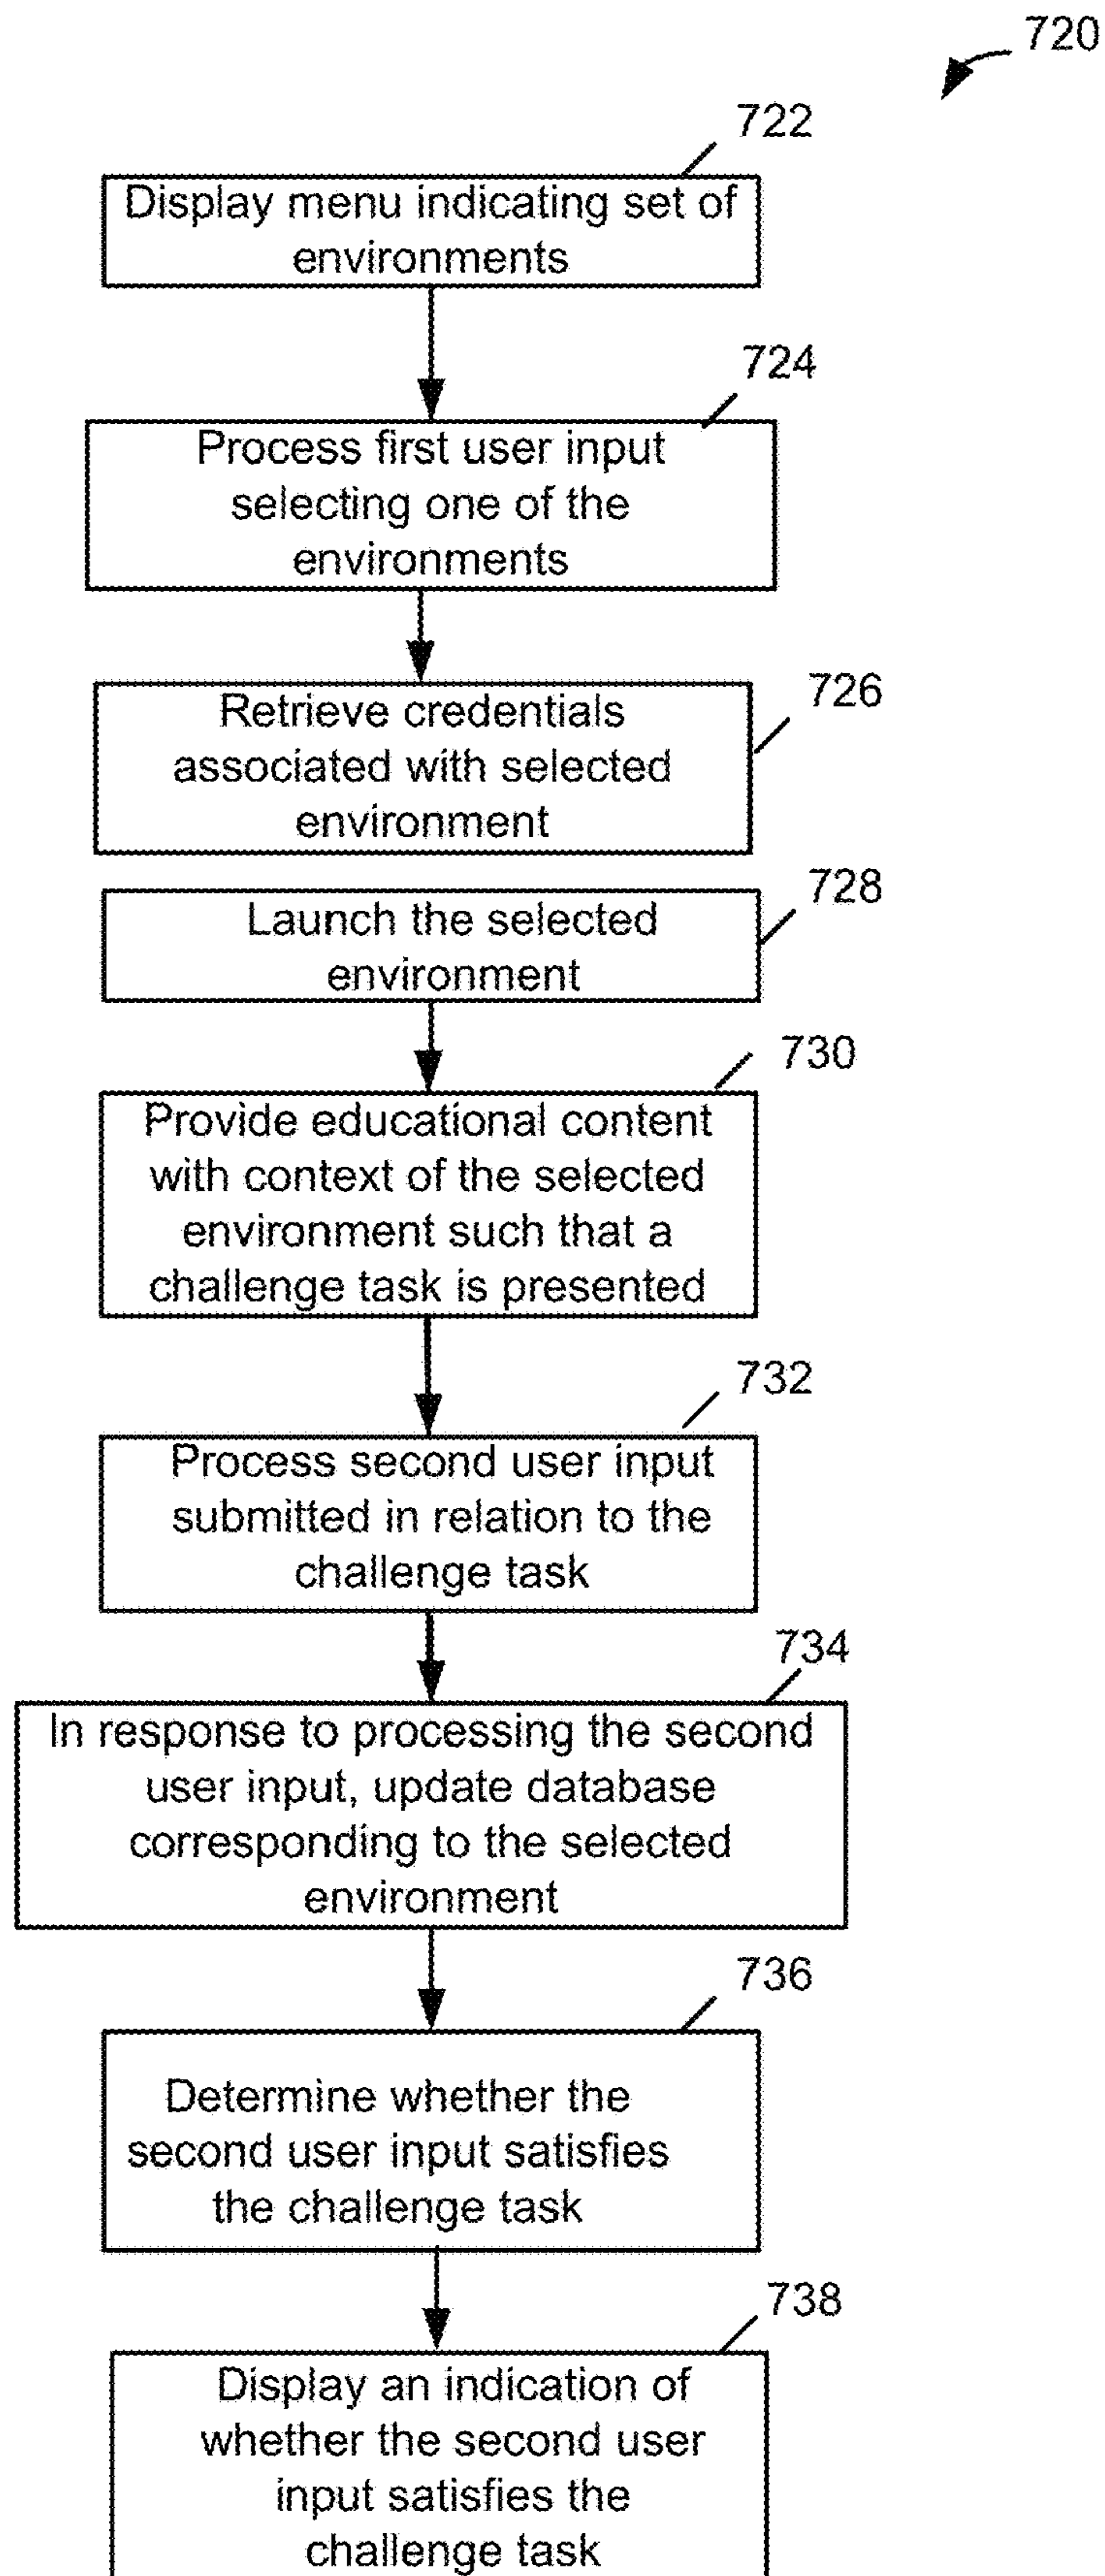 720
722
Display menu indicating set of
environments
724
Process first user input
selecting one of the
environments
726
Retrieve credentials
associated with selected
environment
728
Launch the selected
environment
730
Provide educational content
with context of the selected
environment such that a
challenge task is presented
732
Process second user input
submitted in relation to the
challenge task
734
In response to processing the second
user input, update database
corresponding to the selected
environment
736
Determine whether the
second user input satisfies
the challenge task
738
Display an indication of
whether the second user
input satisfies the
challenge task